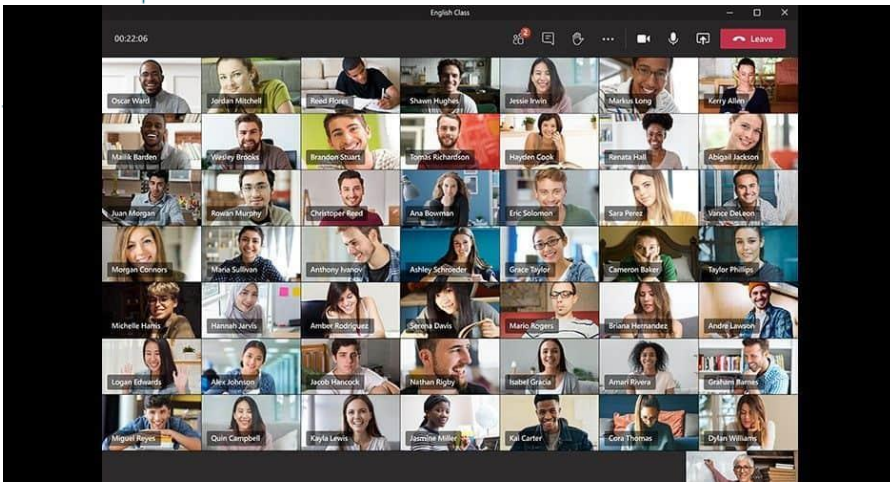 English Class
00:22:06
2
Leave
Oscar Ward
Jordan Mitchell
Reed Flores
Shawn Hughes
Jessie Irwin
Markus Long
Kerry Allen
Malik Barden
Wesley Brooks
Brandon Stuart
Tomas Richardson
Hayden Cook
Renata Hall
Abigail Jackson
Juan Morgan
Rowan Murphy
Christoper Reed
Ana Bowman
Eric Solomon
Sara Perez
Vance DeLeon
Morgan Connors
Maria Sullivan
Anthony Ivanov
Ashley Schroeder
Grace Taylor
Cameron Baker
Taylor Phillips
Michelle Harris
Hannah Jarvis
Amber Rodriguez
Serena Davis
Mario Rogers
Briana Hernandez
Andre Lawson
Logan Edwards
Alex Johnson
Jacob Hancock
Nathan Rigby
Isabel Gracia
Amari Rivera
Graham Barnes
Miguel Reyes
Quin Campbell
Kayla Lewis
Jasmine Miller
Kai Carter
Cora Thomas
Dylan Williams